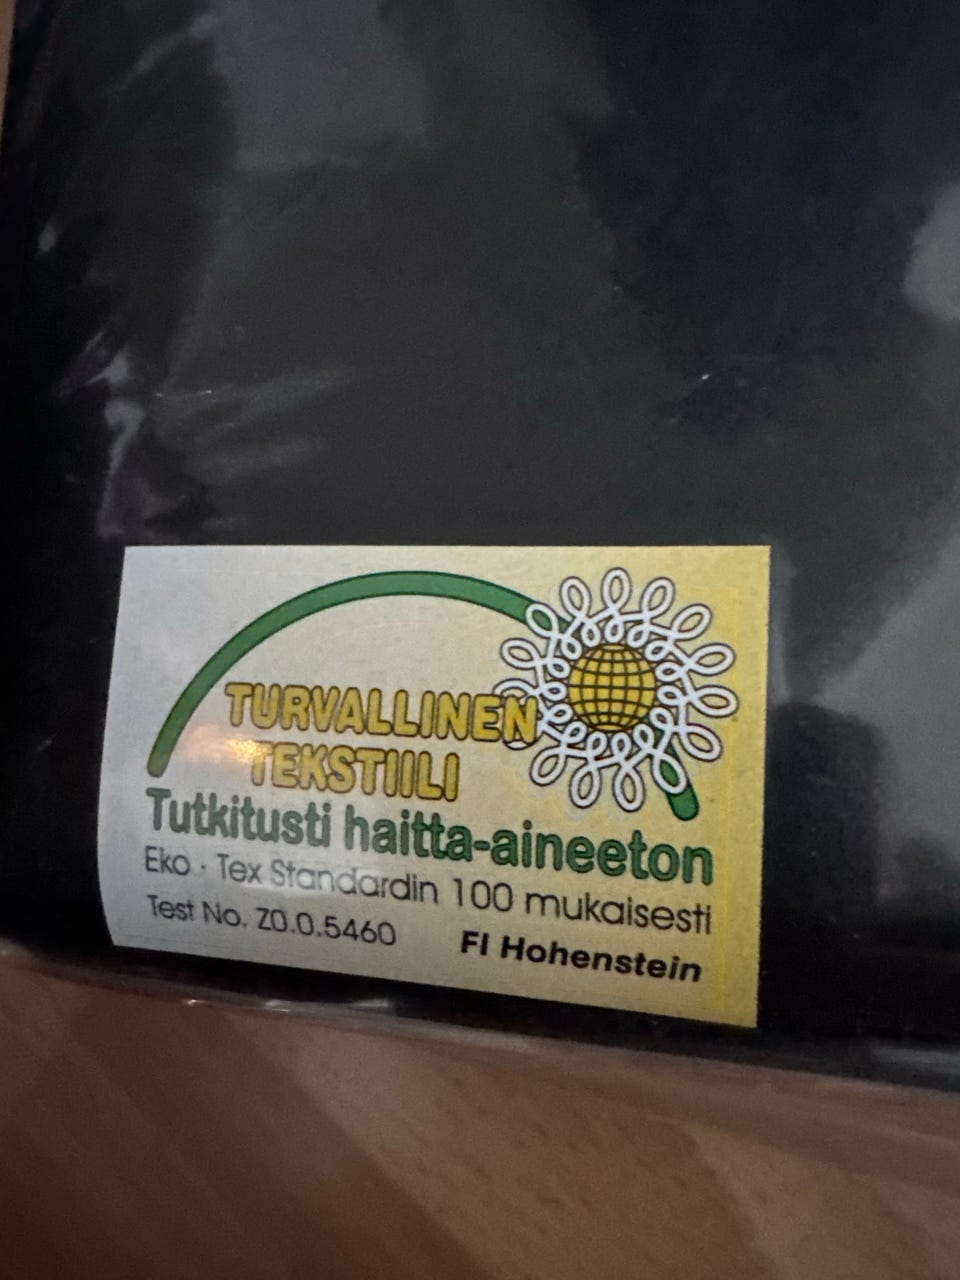 TURVALLINEN
TEKSTIILI
Tutkitusti haitta-aineeton
Eko · Tex Standardin 100 mukaisesti
Test No. Z0.0.5460 FI Hohenstein